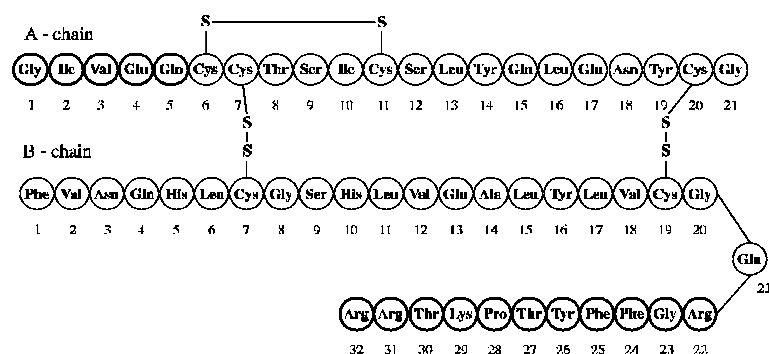 S S
A - chain
Gly Ile Val Glu Gln Cys Cys Thr Ser Ile Cys Ser Leu Tyr Gln Leu Glu Asn Tyr Cys Gly
1 2 3 4 5 6 7 8 9 10 11 12 13 14 15 16 17 18 19 20 21
S S
S S
B - chain
Phe Val Asn Gln His Leu Cys Gly Ser His Leu Val Glu Ala Leu Tyr Leu Val Cys Gly
1 2 3 4 5 6 7 8 9 10 11 12 13 14 15 16 17 18 19 20
Glu
21
Arg Arg Thr Lys Pro Thr Tyr Phe Phe Gly Arg
32 31 30 29 28 27 26 25 24 23 22